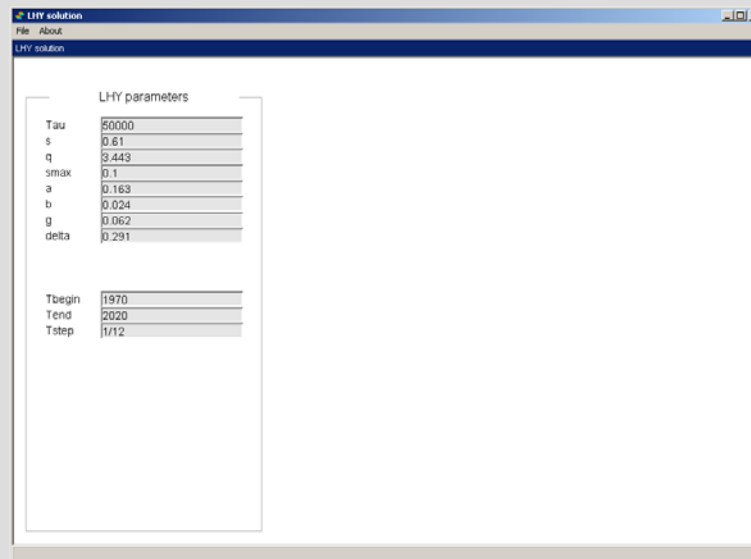 LHY solution
File About
LHY solution
LHY parameters
Tau 50000
s 0.61
q 3.443
smax 0.1
a 0.163
b 0.024
g 0.062
delta 0.291
Tbegin 1970
Tend 2020
Tstep 1/12